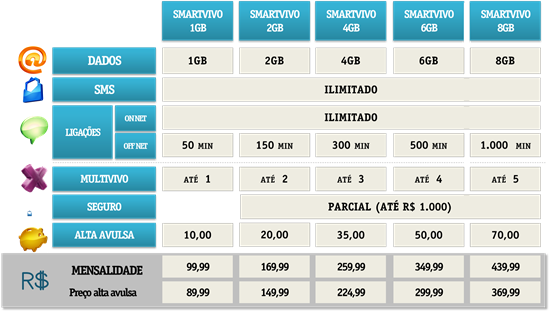 SMARTVIVO 1GB SMARTVIVO 2GB SMARTVIVO 4GB SMARTVIVO 6GB SMARTVIVO 8GB
DADOS 1GB 2GB 4GB 6GB 8GB
SMS ILIMITADO
LIGAÇÕES ON NET ILIMITADO
OFF NET 50 MIN 150 MIN 300 MIN 500 MIN 1.000 MIN
MULTIVIVO ATÉ 1 ATÉ 2 ATÉ 3 ATÉ 4 ATÉ 5
SEGURO PARCIAL (ATÉ R$ 1.000)
ALTA AVULSA 10,00 20,00 35,00 50,00 70,00
R$ MENSALIDADE 99,99 169,99 259,99 349,99 439,99
Preço alta avulsa 89,99 149,99 224,99 299,99 369,99